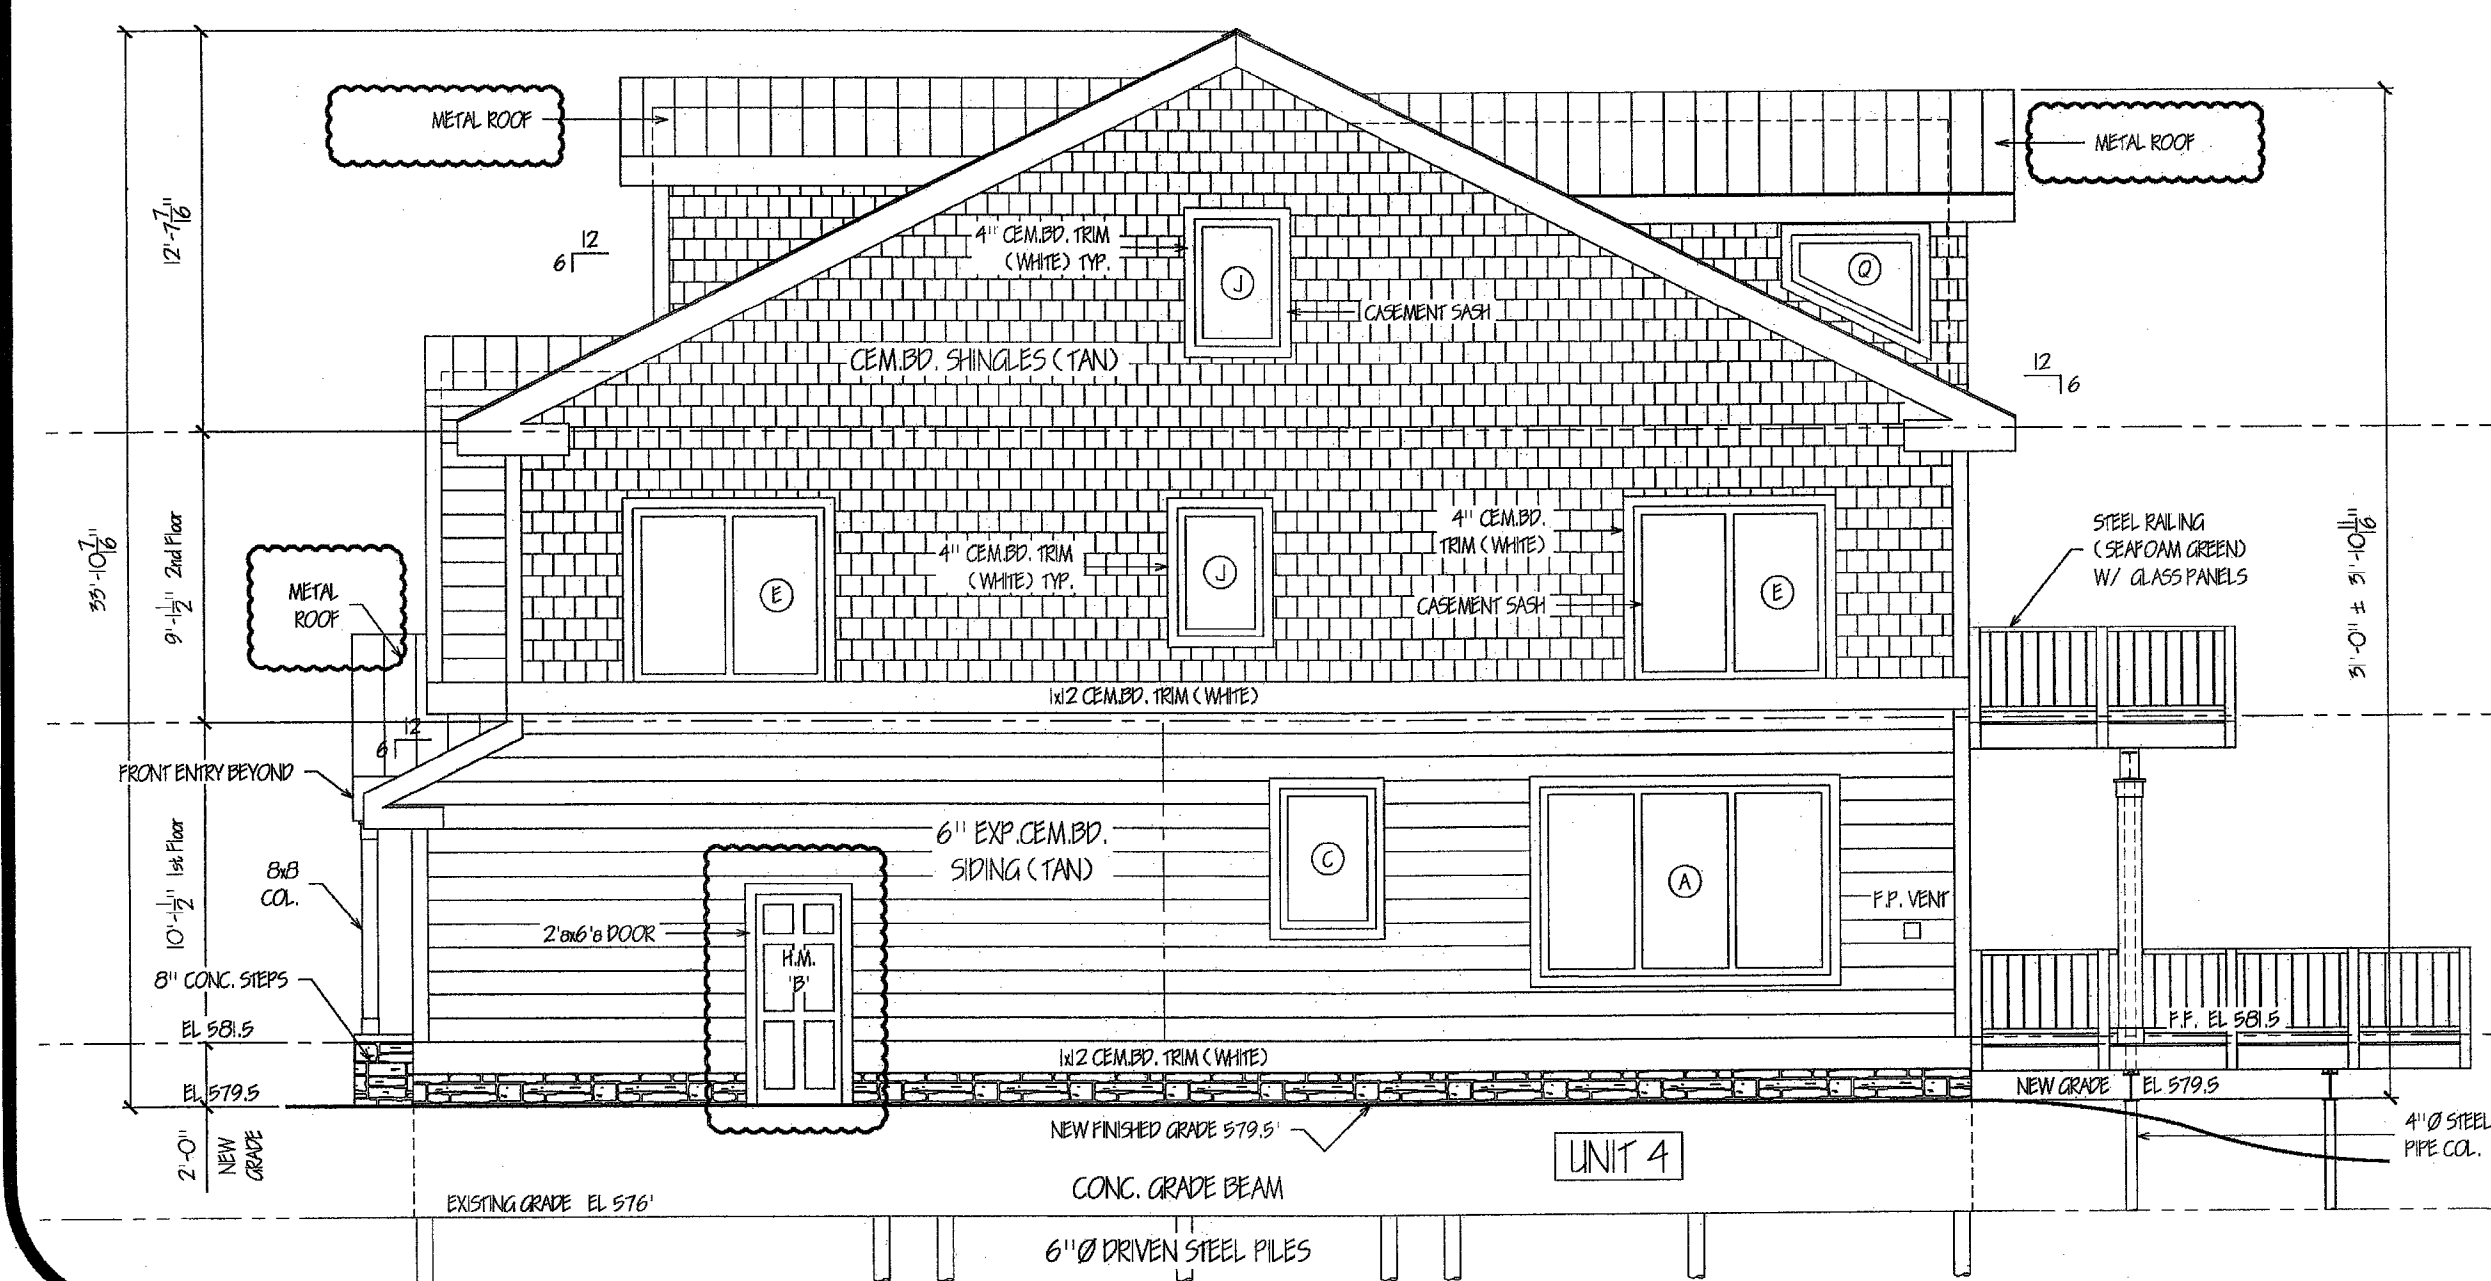 METAL ROOF
METAL ROOF
12'-7 7/16"
12
6
4" CEM.BD. TRIM
(WHITE) TYP.
J
Q
CASEMENT SASH
CEM.BD. SHINGLES (TAN)
12
6
33'-10 7/16"
9'-1 1/2" 2nd Floor
METAL
ROOF
E
4" CEM.BD. TRIM
(WHITE) TYP.
J
4" CEM.BD.
TRIM (WHITE)
CASEMENT SASH
E
STEEL RAILING
(SEAFOAM GREEN)
W/ GLASS PANELS
31'-0" ± 31'-10 11/16"
1x12 CEM.BD. TRIM (WHITE)
12
6
FRONT ENTRY BEYOND
10'-1 1/2" 1st Floor
8x8
COL.
6" EXP.CEM.BD.
SIDING (TAN)
C
A
F.P. VENT
2'8x6'8 DOOR
H.M.
'B'
8" CONC. STEPS
EL 581.5
F.F. EL 581.5
1x12 CEM.BD. TRIM (WHITE)
EL 579.5
NEW GRADE EL 579.5
2'-0"
NEW
GRADE
NEW FINISHED GRADE 579.5'
UNIT 4
4"Ø STEEL
PIPE COL.
CONC. GRADE BEAM
EXISTING GRADE EL 576'
6"Ø DRIVEN STEEL PILES